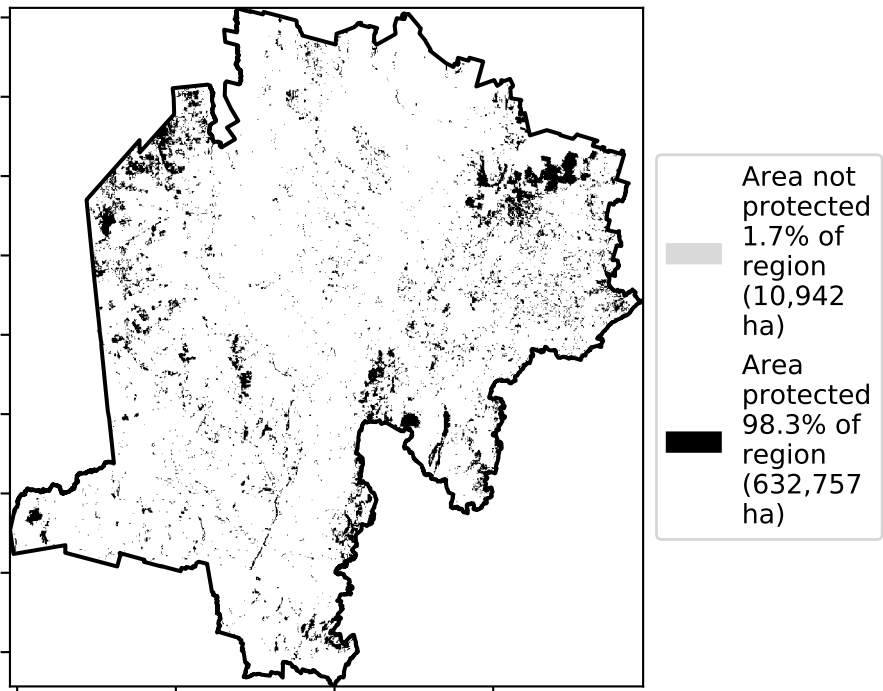 Area not
protected
1.7% of
region
(10,942
ha)
Area
protected
98.3% of
region
(632,757
ha)